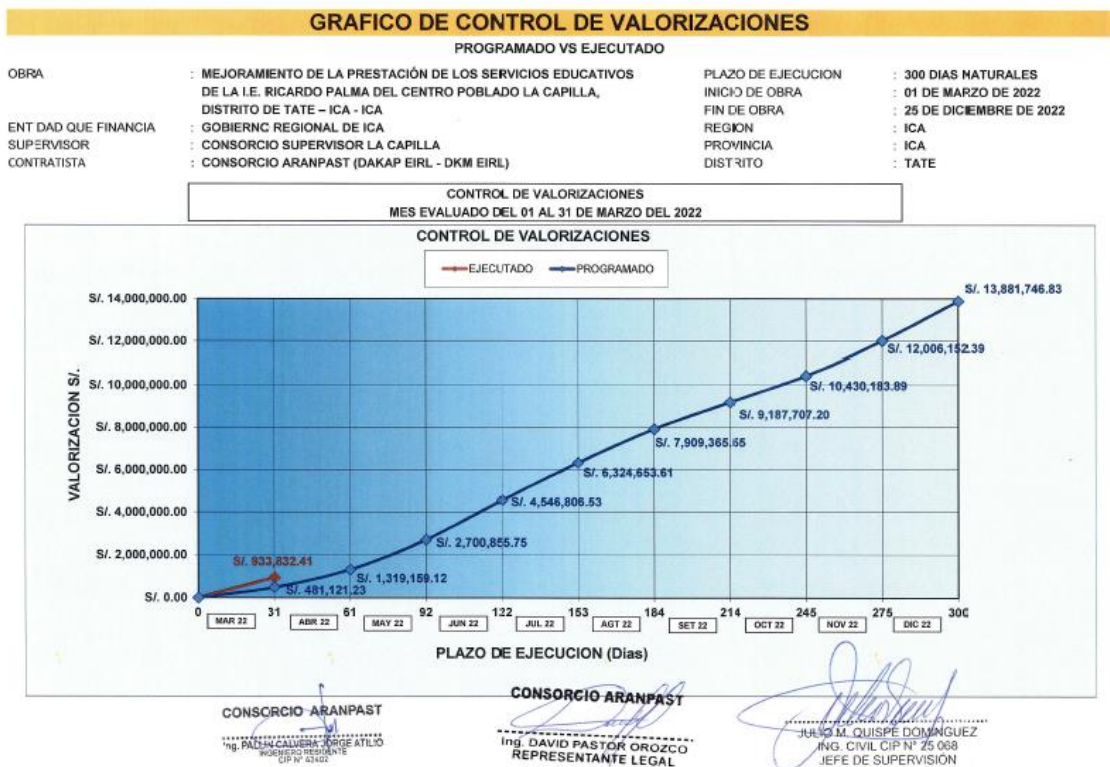 GRAFICO DE CONTROL DE VALORIZACIONES
PROGRAMADO VS EJECUTADO
OBRA : MEJORAMIENTO DE LA PRESTACIÓN DE LOS SERVICIOS EDUCATIVOS
DE LA I.E. RICARDO PALMA DEL CENTRO POBLADO LA CAPILLA,
DISTRITO DE TATE – ICA - ICA
ENT DAD QUE FINANCIA : GOBIERNC REGIONAL DE ICA
SUPERVISOR : CONSORCIO SUPERVISOR LA CAPILLA
CONTRATISTA : CONSORCIO ARANPAST (DAKAP EIRL - DKM EIRL)
PLAZO DE EJECUCION : 300 DIAS NATURALES
INICIO DE OBRA : 01 DE MARZO DE 2022
FIN DE OBRA : 25 DE DICIEMBRE DE 2022
REGION : ICA
PROVINCIA : ICA
DISTRITO : TATE
CONTROL DE VALORIZACIONES
MES EVALUADO DEL 01 AL 31 DE MARZO DEL 2022
CONTROL DE VALORIZACIONES
EJECUTADO PROGRAMADO
VALORIZACION S/.
S/. 14,000,000.00
S/. 12,000,000.00
S/. 10,000,000.00
S/. 8,000,000.00
S/. 6,000,000.00
S/. 4,000,000.00
S/. 2,000,000.00
S/. 0.00
S/. 13,881,746.83
S/. 12,006,152.39
S/. 10,430,183.89
S/. 9,187,707.20
S/. 7,909,365.65
S/. 6,324,653.61
S/. 4,546,806.53
S/. 2,700,855.75
S/. 933,832.41
S/. 1,319,159.12
S/. 481,121.23
0 31 61 92 122 153 184 214 245 275 300
MAR 22 ABR 22 MAY 22 JUN 22 JUL 22 AGT 22 SET 22 OCT 22 NOV 22 DIC 22
PLAZO DE EJECUCION (Dias)
CONSORCIO ARANPAST
JORGE ATILIO
INGENIERO RESIDENTE
CIP N°
CONSORCIO ARANPAST
Ing. DAVID PASTOR OROZCO
REPRESENTANTE LEGAL
JULIO M. QUISPE DOMINGUEZ
ING. CIVIL CIP N° 25 068
JEFE DE SUPERVISIÓN